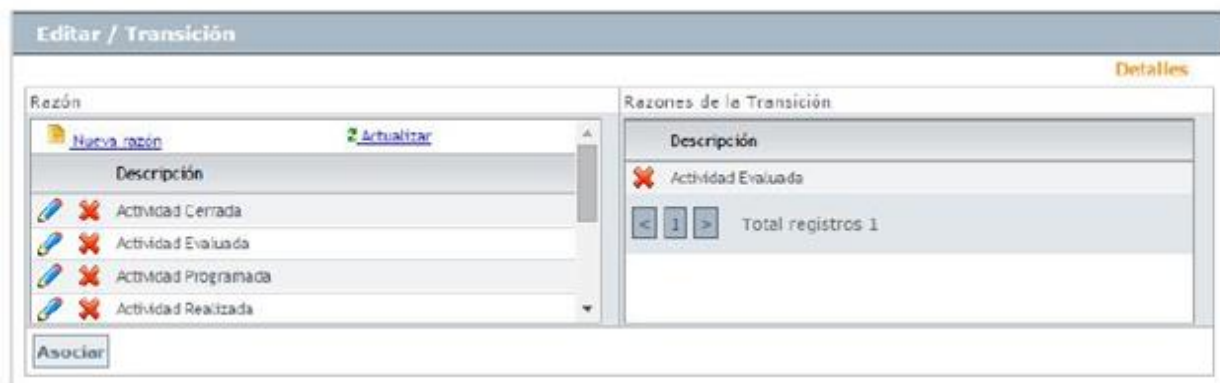 Editar / Transición
Detalles
Razón
Nueva razón
Actualizar
Descripción
Actividad Cerrada
Actividad Evaluada
Actividad Programada
Actividad Realizada
Razones de la Transición
Descripción
Actividad Evaluada
< 1 > Total registros 1
Asociar